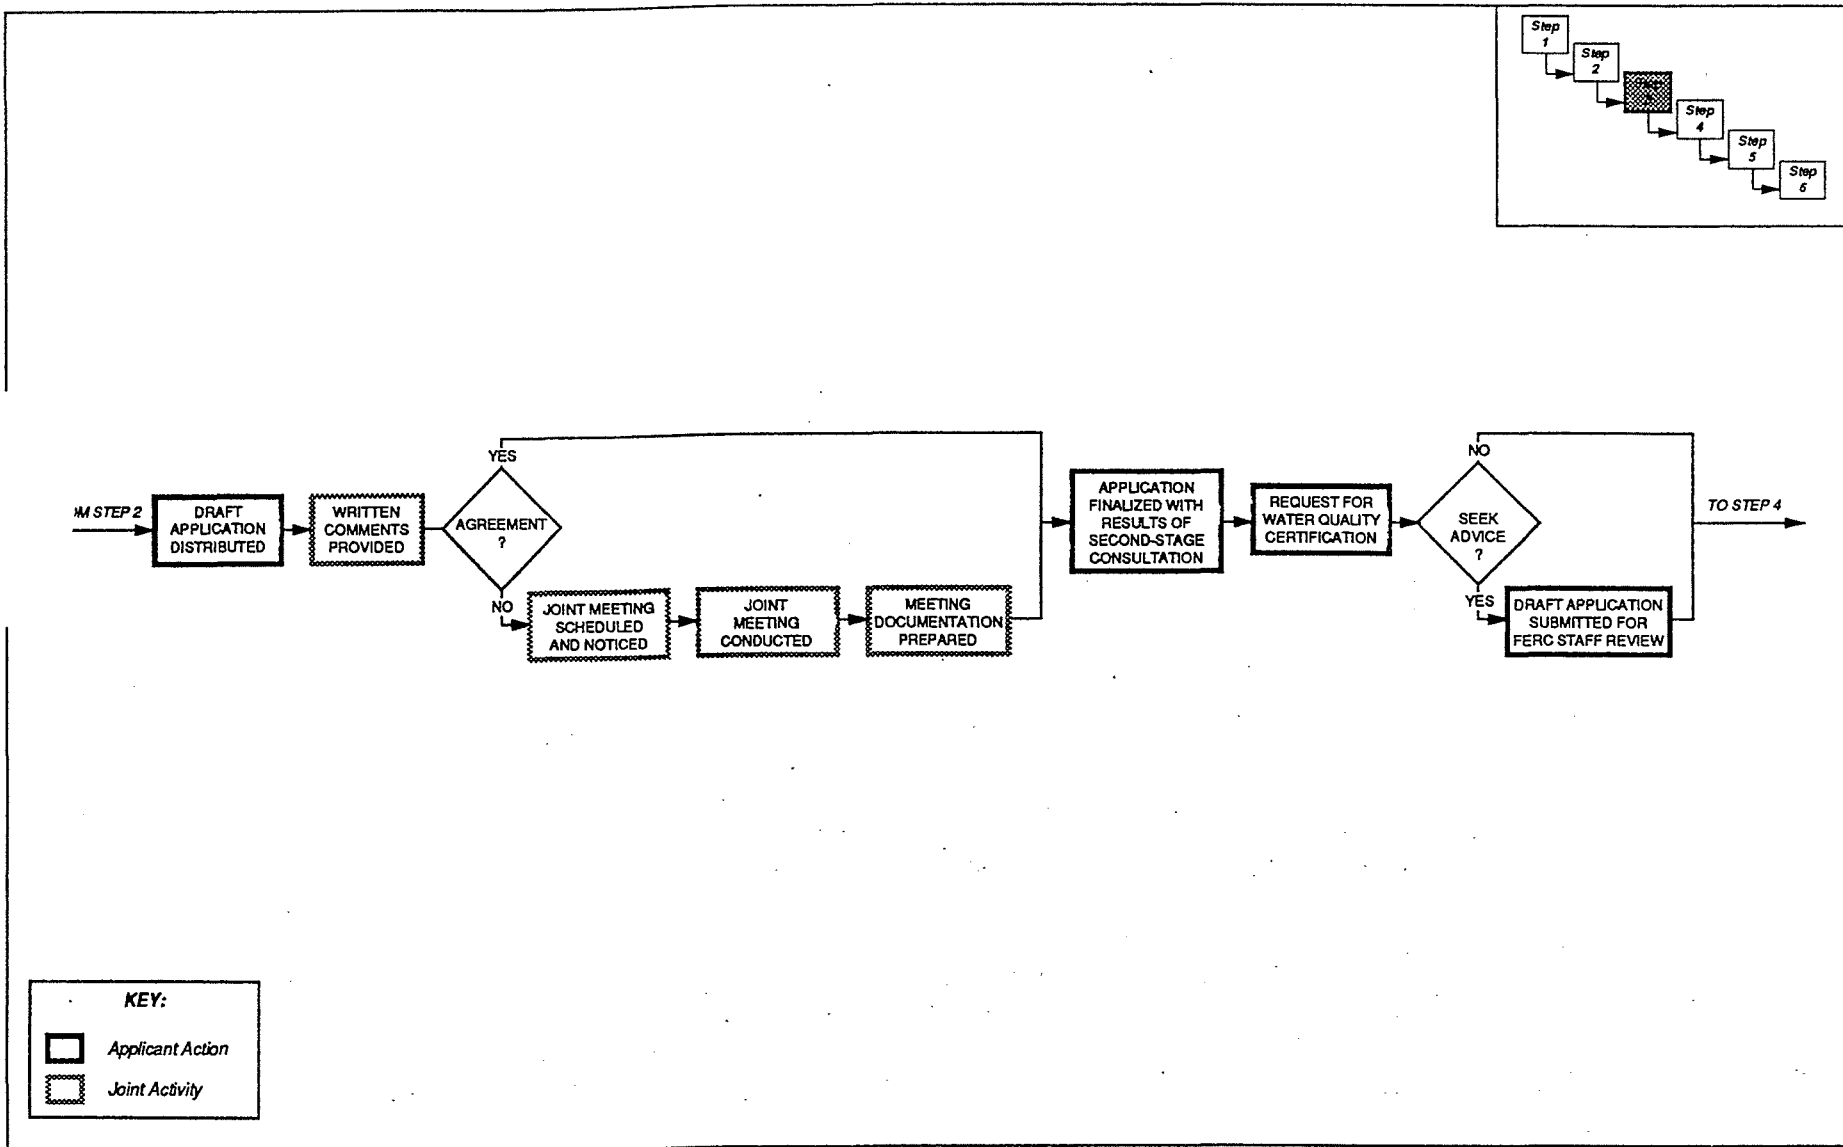 Step
1
Step
2
Step
4
Step
5
Step
6
YES
NO
M STEP 2
DRAFT
APPLICATION
DISTRIBUTED
WRITTEN
COMMENTS
PROVIDED
AGREEMENT
?
APPLICATION
FINALIZED WITH
RESULTS OF
SECOND-STAGE
CONSULTATION
REQUEST FOR
WATER QUALITY
CERTIFICATION
SEEK
ADVICE
?
TO STEP 4
NO
JOINT MEETING
SCHEDULED
AND NOTICED
JOINT
MEETING
CONDUCTED
MEETING
DOCUMENTATION
PREPARED
YES
DRAFT APPLICATION
SUBMITTED FOR
FERC STAFF REVIEW
KEY:
Applicant Action
Joint Activity